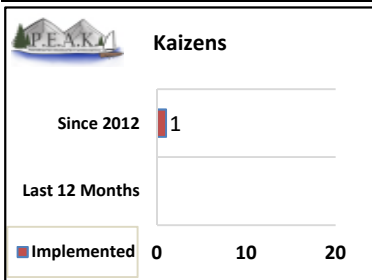 P.E.A.K.
Kaizens
Since 2012
1
Last 12 Months
Implemented
0 10 20